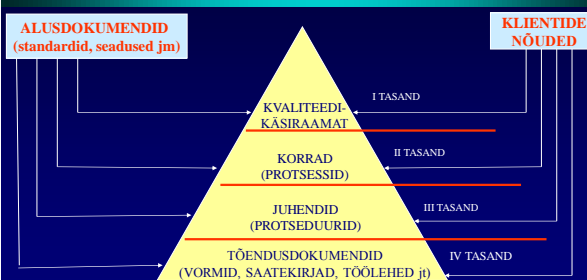 ALUSDOKUMENDID
(standardid, seadused jm)
KLIENTIDE
NÕUDED
KVALITEEDI-
KÄSIRAAMAT
I TASAND
KORRAD
(PROTSESSID)
II TASAND
JUHENDID
(PROTSEDUURID)
III TASAND
TÕENDUSDOKUMENDID
(VORMID, SAATEKIRJAD, TÖÖLEHED jt)
IV TASAND